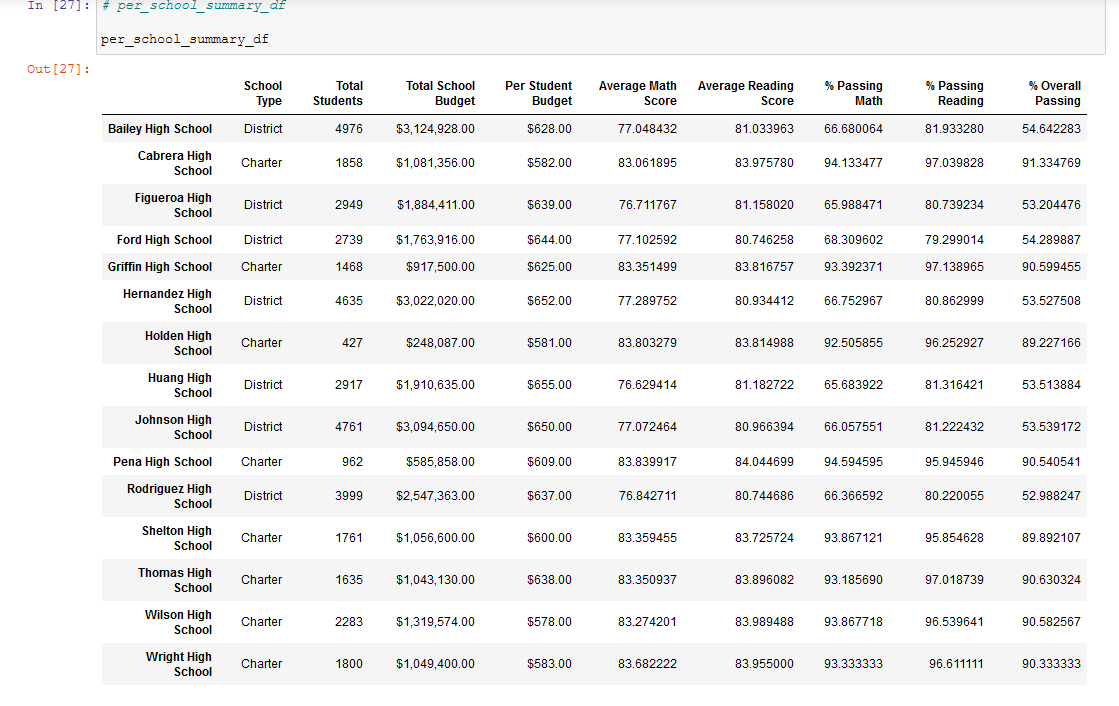 In [27]: # per_school_summary_df
per_school_summary_df
Out[27]:
School Type Total Students Total School Budget Per Student Budget Average Math Score Average Reading Score % Passing Math % Passing Reading % Overall Passing
Bailey High School District 4976 $3,124,928.00 $628.00 77.048432 81.033963 66.680064 81.933280 54.642283
Cabrera High School Charter 1858 $1,081,356.00 $582.00 83.061895 83.975780 94.133477 97.039828 91.334769
Figueroa High School District 2949 $1,884,411.00 $639.00 76.711767 81.158020 65.988471 80.739234 53.204476
Ford High School District 2739 $1,763,916.00 $644.00 77.102592 80.746258 68.309602 79.299014 54.289887
Griffin High School Charter 1468 $917,500.00 $625.00 83.351499 83.816757 93.392371 97.138965 90.599455
Hernandez High School District 4635 $3,022,020.00 $652.00 77.289752 80.934412 66.752967 80.862999 53.527508
Holden High School Charter 427 $248,087.00 $581.00 83.803279 83.814988 92.505855 96.252927 89.227166
Huang High School District 2917 $1,910,635.00 $655.00 76.629414 81.182722 65.683922 81.316421 53.513884
Johnson High School District 4761 $3,094,650.00 $650.00 77.072464 80.966394 66.057551 81.222432 53.539172
Pena High School Charter 962 $585,858.00 $609.00 83.839917 84.044699 94.594595 95.945946 90.540541
Rodriguez High School District 3999 $2,547,363.00 $637.00 76.842711 80.744686 66.366592 80.220055 52.988247
Shelton High School Charter 1761 $1,056,600.00 $600.00 83.359455 83.725724 93.867121 95.854628 89.892107
Thomas High School Charter 1635 $1,043,130.00 $638.00 83.350937 83.896082 93.185690 97.018739 90.630324
Wilson High School Charter 2283 $1,319,574.00 $578.00 83.274201 83.989488 93.867718 96.539641 90.582567
Wright High School Charter 1800 $1,049,400.00 $583.00 83.682222 83.955000 93.333333 96.611111 90.333333